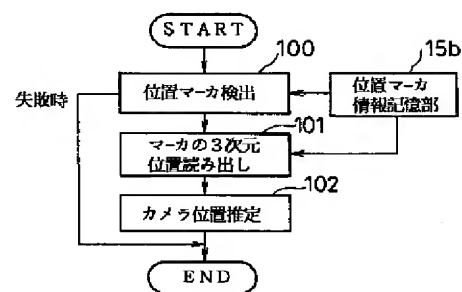 START
100
15b
位置マーカ検出
位置マーカ
情報記憶部
失敗時
101
マーカの3次元
位置読み出し
102
カメラ位置推定
END